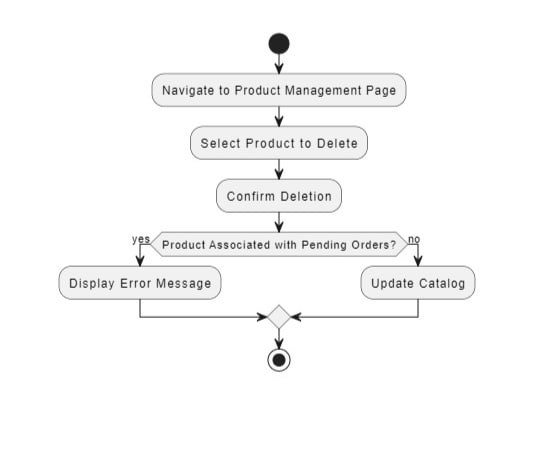 Navigate to Product Management Page
Select Product to Delete
Confirm Deletion
yes
Product Associated with Pending Orders?
no
Display Error Message
Update Catalog